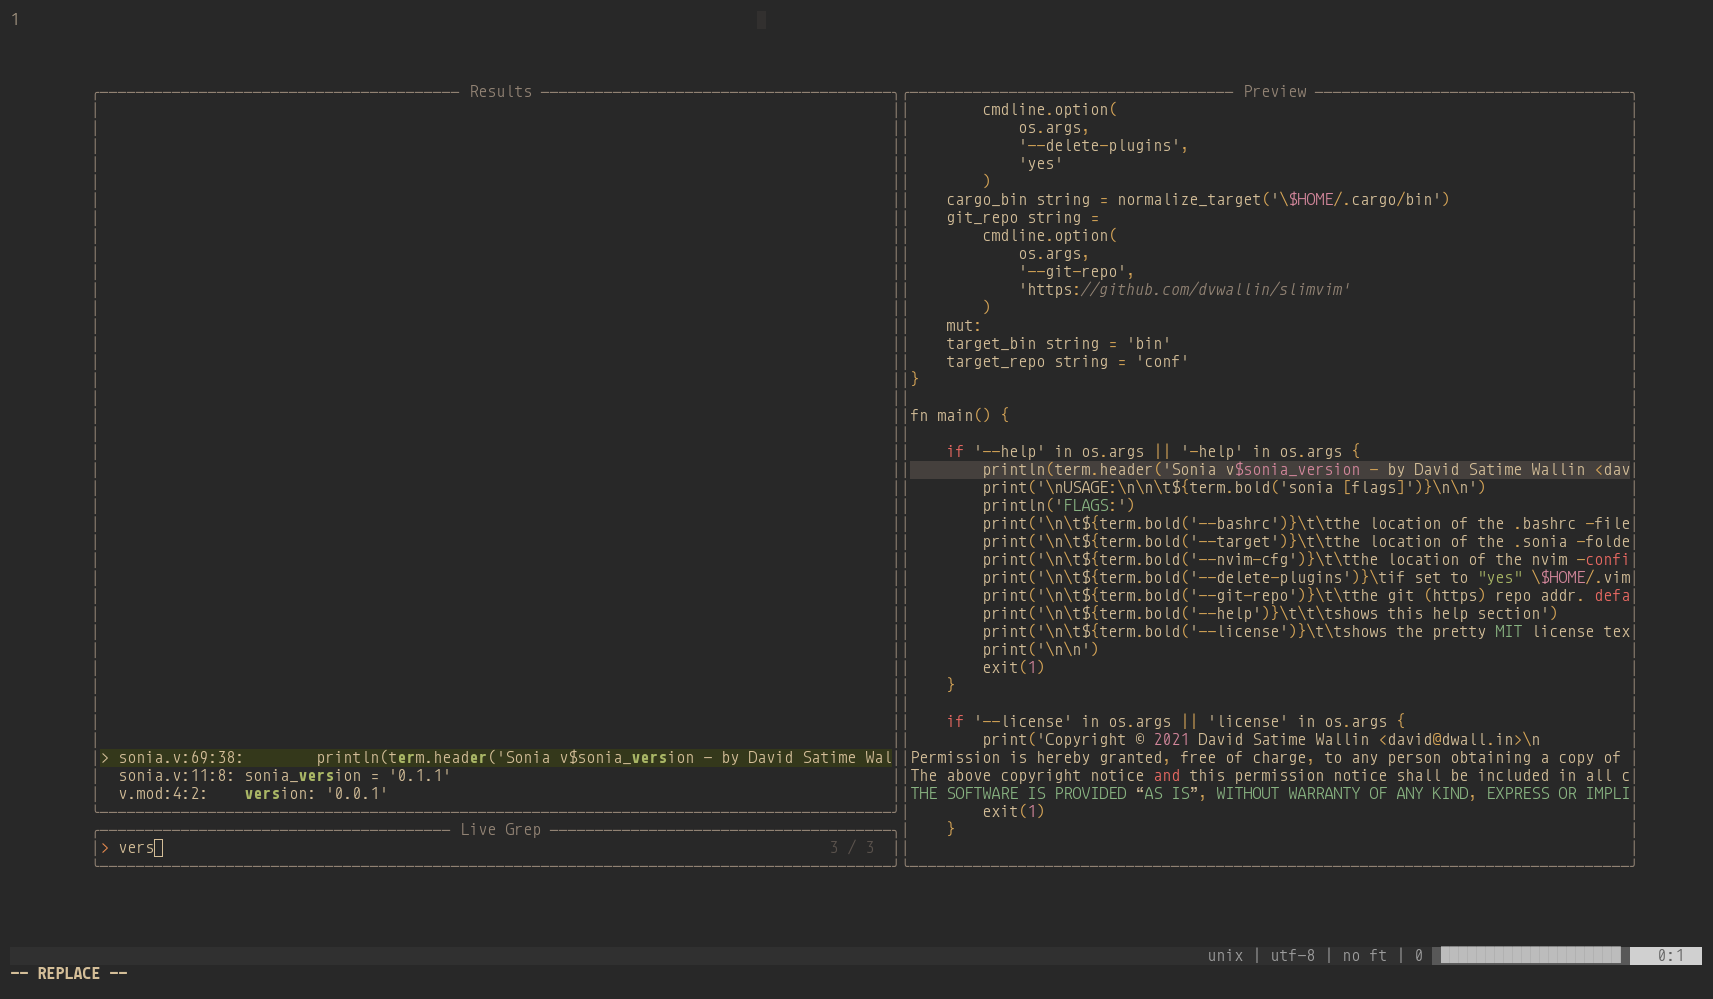 1
Results
> sonia.v:69:38:        println(term.header('Sonia v$sonia_version – by David Satime Wal
sonia.v:11:8: sonia_version = '0.1.1'
v.mod:4:2:    version: '0.0.1'
Live Grep
> vers
3 / 3
Preview
        cmdline.option(
            os.args,
            '--delete-plugins',
            'yes'
        )
    cargo_bin string = normalize_target('\$HOME/.cargo/bin')
    git_repo string =
        cmdline.option(
            os.args,
            '--git-repo',
            'https://github.com/dvwallin/slimvim'
        )
    mut:
    target_bin string = 'bin'
    target_repo string = 'conf'
}
fn main() {
    if '--help' in os.args || '-help' in os.args {
        println(term.header('Sonia v$sonia_version – by David Satime Wallin <dav
        print('\nUSAGE:\n\n\t${term.bold('sonia [flags]')}\n\n')
        println('FLAGS:')
        print('\n\t${term.bold('--bashrc')}\t\tthe location of the .bashrc -file
        print('\n\t${term.bold('--target')}\t\tthe location of the .sonia -folde
        print('\n\t${term.bold('--nvim-cfg')}\t\tthe location of the nvim -confi
        print('\n\t${term.bold('--delete-plugins')}\tif set to "yes" \$HOME/.vim
        print('\n\t${term.bold('--git-repo')}\t\tthe git (https) repo addr. defa
        print('\n\t${term.bold('--help')}\t\t\tshows this help section')
        print('\n\t${term.bold('--license')}\t\tshows the pretty MIT license tex
        print('\n\n')
        exit(1)
    }
    if '--license' in os.args || 'license' in os.args {
        print('Copyright © 2021 David Satime Wallin <david@dwall.in>\n
Permission is hereby granted, free of charge, to any person obtaining a copy of
The above copyright notice and this permission notice shall be included in all c
THE SOFTWARE IS PROVIDED “AS IS”, WITHOUT WARRANTY OF ANY KIND, EXPRESS OR IMPLI
        exit(1)
    }
unix | utf-8 | no ft | 0
0:1
-- REPLACE --